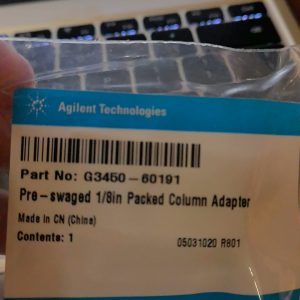 Agilent Technologies
Part No: G3450-60191
Pre-swaged 1/8in Packed Column Adapter
Made in CN (China)
Contents: 1
05031020 R801